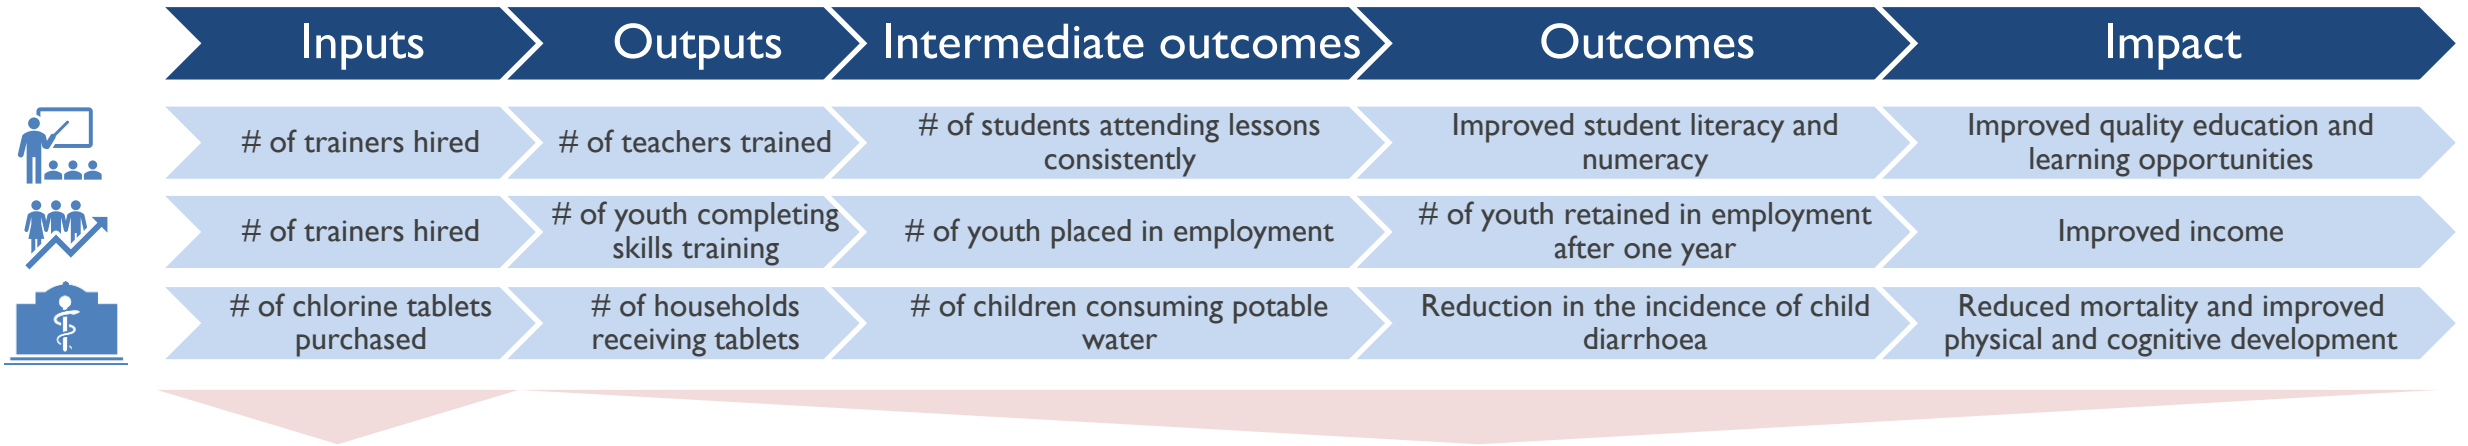 Inputs
Outputs
Intermediate outcomes
Outcomes
Impact
# of trainers hired
# of teachers trained
# of students attending lessons
consistently
Improved student literacy and
numeracy
Improved quality education and
learning opportunities
# of trainers hired
# of youth completing
skills training
# of youth placed in employment
# of youth retained in employment
after one year
Improved income
# of chlorine tablets
purchased
# of households
receiving tablets
# of children consuming potable
water
Reduction in the incidence of child
diarrhoea
Reduced mortality and improved
physical and cognitive development